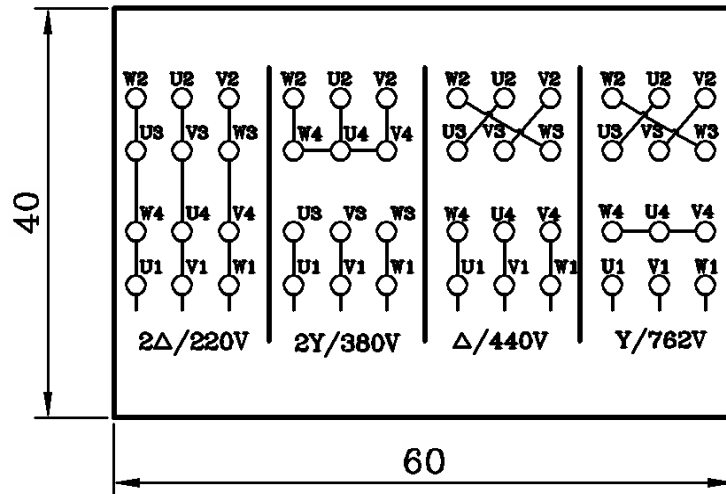 W2 U2 V2 W2 U2 V2 W2 U2 V2 W2 U2 V2
U3 V3 W3 W4 U4 V4 U3 V3 W3 U3 V3 W3
W4 U4 V4 U3 V3 W3 W4 U4 V4 W4 U4 V4
U1 V1 W1 U1 V1 W1 U1 V1 W1 U1 V1 W1
2Δ/220V 2Y/380V Δ/440V Y/762V
40
60